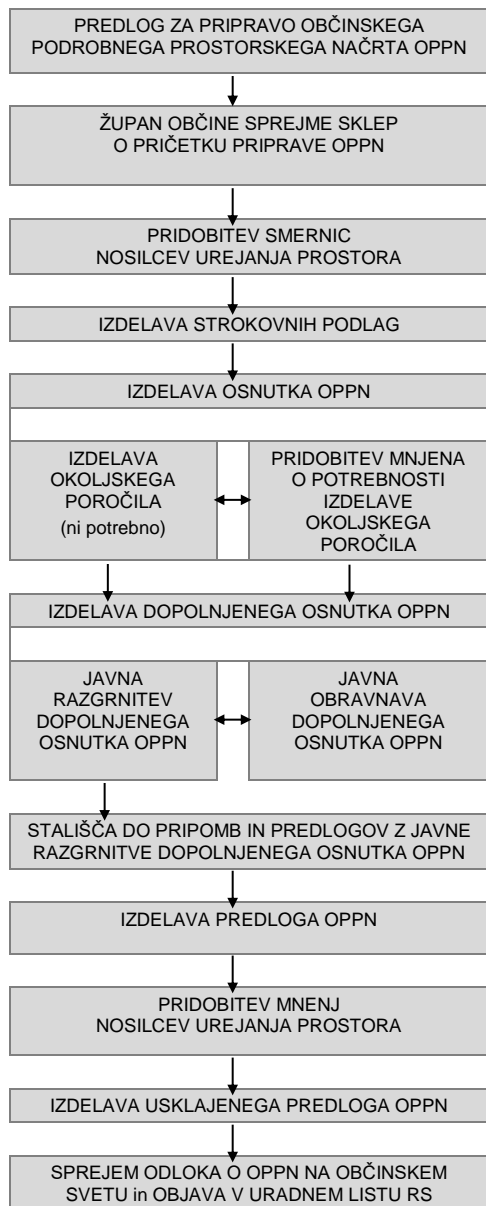 PREDLOG ZA PRIPRAVO OBČINSKEGA
PODROBNEGA PROSTORSKEGA NAČRTA OPPN
ŽUPAN OBČINE SPREJME SKLEP
O PRIČETKU PRIPRAVE OPPN
PRIDOBITEV SMERNIC
NOSILCEV UREJANJA PROSTORA
IZDELAVA STROKOVNIH PODLAG
IZDELAVA OSNUTKA OPPN
IZDELAVA
OKOLJSKEGA
POROČILA
(ni potrebno)
PRIDOBITEV MNJENA
O POTREBNOSTI
IZDELAVE
OKOLJSKEGA
POROČILA
IZDELAVA DOPOLNJENEGA OSNUTKA OPPN
JAVNA
RAZGRNITEV
DOPOLNJENEGA
OSNUTKA OPPN
JAVNA
OBRAVNAVA
DOPOLNJENEGA
OSNUTKA OPPN
STALIŠČA DO PRIPOMB IN PREDLOGOV Z JAVNE
RAZGRNITVE DOPOLNJENEGA OSNUTKA OPPN
IZDELAVA PREDLOGA OPPN
PRIDOBITEV MNENJ
NOSILCEV UREJANJA PROSTORA
IZDELAVA USKLAJENEGA PREDLOGA OPPN
SPREJEM ODLOKA O OPPN NA OBČINSKEM
SVETU in OBJAVA V URADNEM LISTU RS